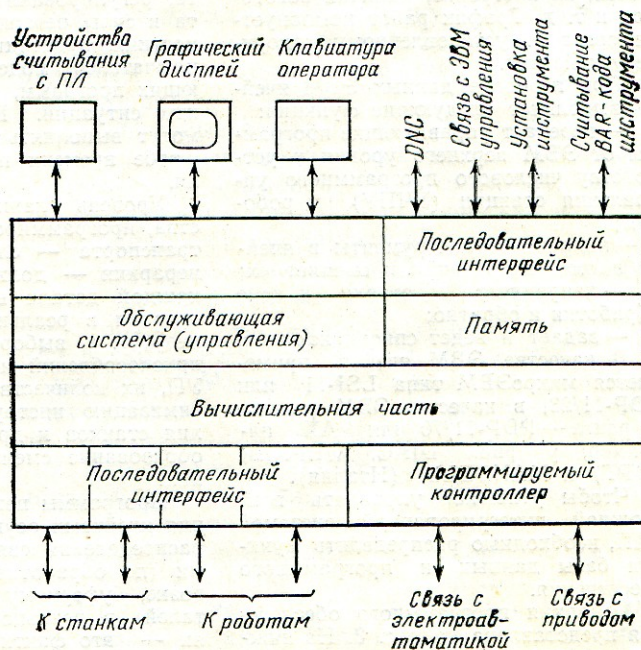 Устройства
считывания
с ПЛ
Графический
дисплей
Клавиатура
оператора
DNC
Связь с ЭВМ
управления
Установка
инструмента
Считывание
BAR-кода
инструмента
Последовательный
интерфейс
Обслуживающая
система (управления)
Память
Вычислительная часть
Последовательный
интерфейс
Программируемый
контроллер
К станкам
К роботам
Связь с
электроав-
томатикой
Связь с
приводом